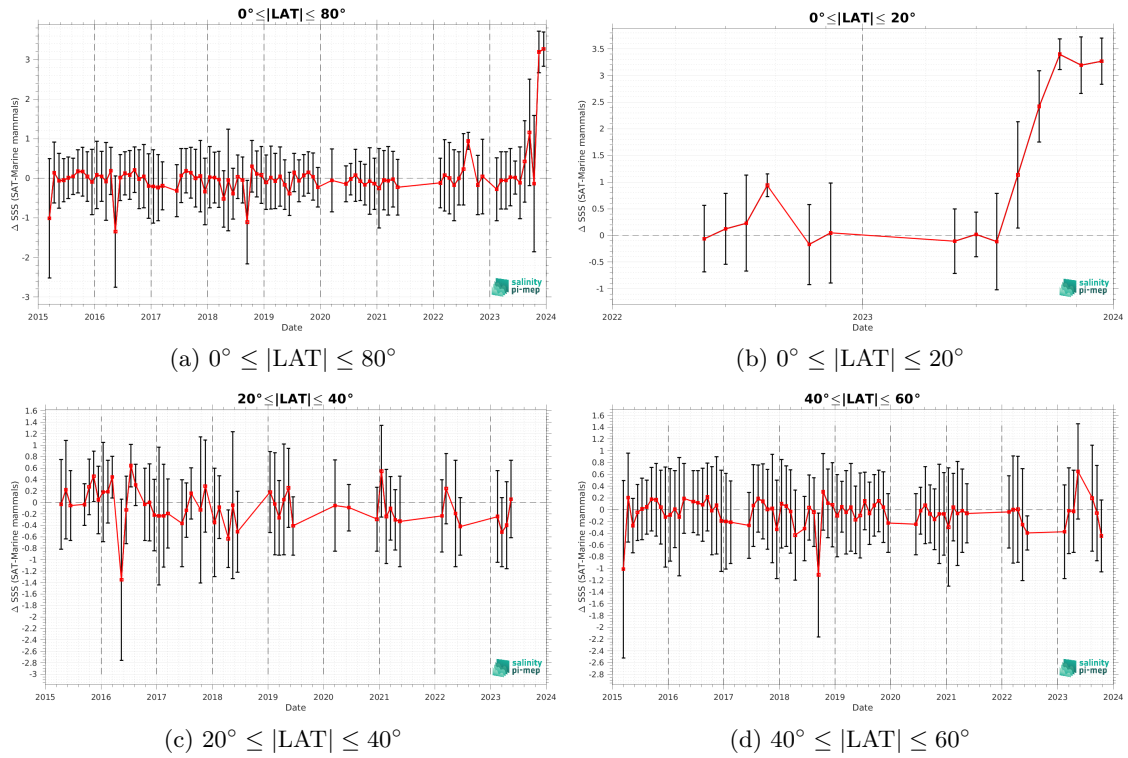 0°≤|LAT|≤ 80°
Δ SSS (SAT-Marine mammals)
3
2
1
0
-1
-2
-3
2015 2016 2017 2018 2019 2020 2021 2022 2023 2024
Date
salinity
pi-mep
(a) 0° ≤ |LAT| ≤ 80°
0°≤|LAT|≤ 20°
Δ SSS (SAT-Marine mammals)
3.5
3
2.5
2
1.5
1
0.5
0
-0.5
-1
2022 2023 2024
Date
salinity
pi-mep
(b) 0° ≤ |LAT| ≤ 20°
20°≤|LAT|≤ 40°
Δ SSS (SAT-Marine mammals)
1.6
1.4
1.2
1
0.8
0.6
0.4
0.2
0
-0.2
-0.4
-0.6
-0.8
-1
-1.2
-1.4
-1.6
-1.8
-2
-2.2
-2.4
-2.6
-2.8
-3
2015 2016 2017 2018 2019 2020 2021 2022 2023 2024
Date
salinity
pi-mep
(c) 20° ≤ |LAT| ≤ 40°
40°≤|LAT|≤ 60°
Δ SSS (SAT-Marine mammals)
1.6
1.4
1.2
1
0.8
0.6
0.4
0.2
0.0
-0.2
-0.4
-0.6
-0.8
-1
-1.2
-1.4
-1.6
-1.8
-2.0
-2.2
-2.4
-2.6
-2.8
2015 2016 2017 2018 2019 2020 2021 2022 2023 2024
Date
salinity
pi-mep
(d) 40° ≤ |LAT| ≤ 60°